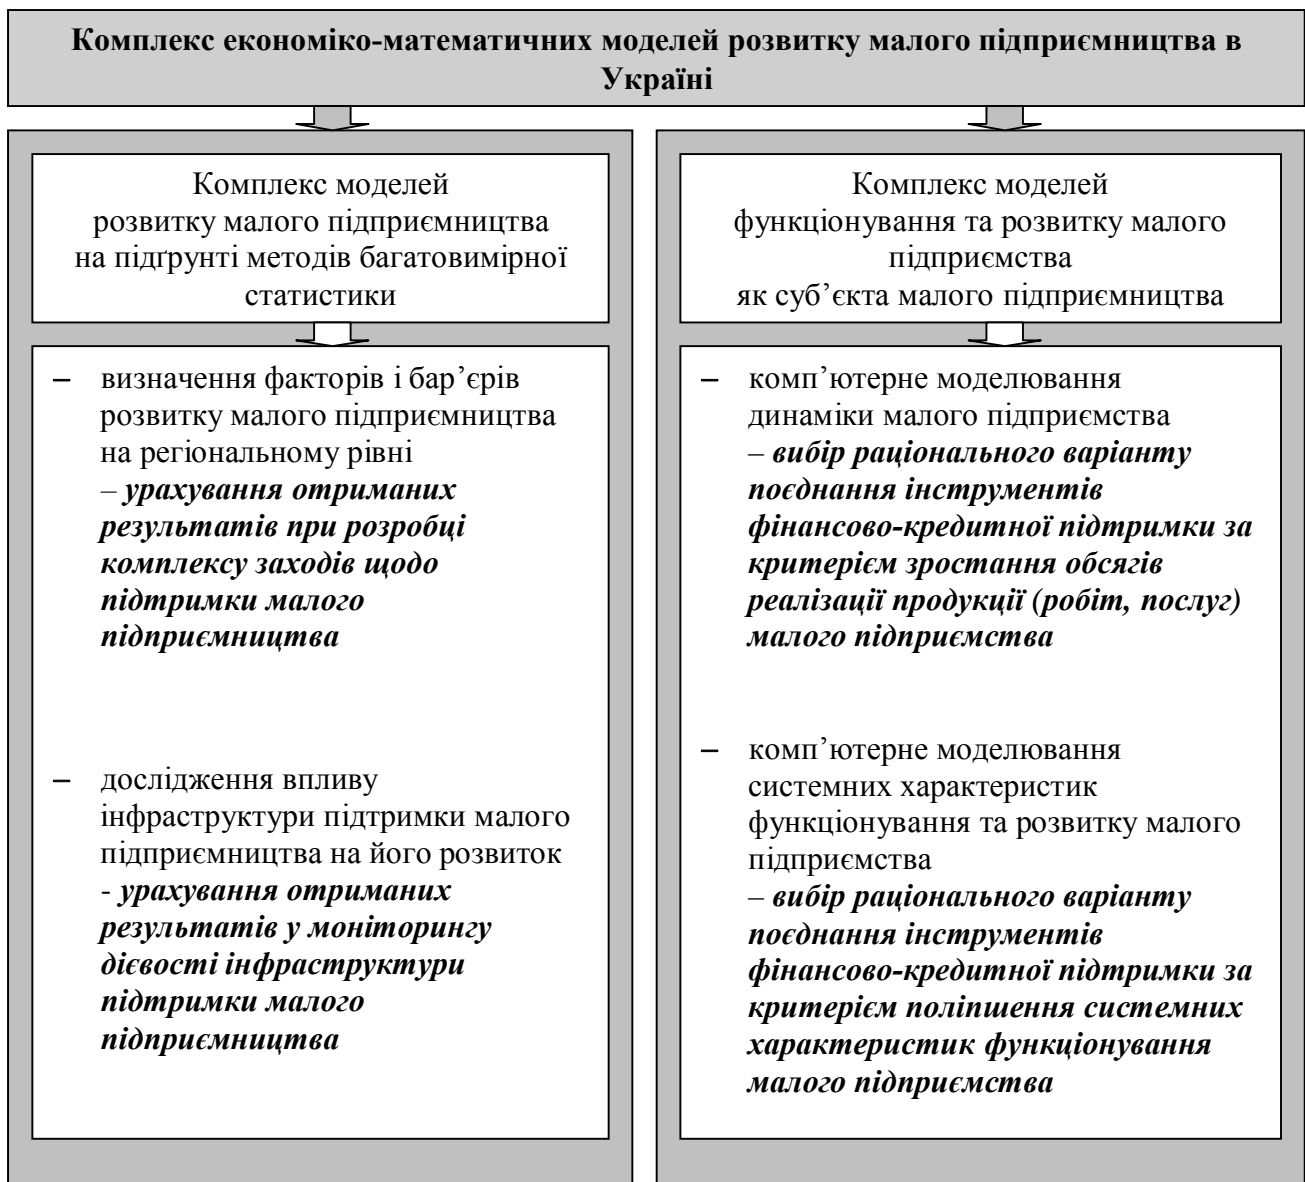 Комплекс економіко-математичних моделей розвитку малого підприємництва в
Україні
Комплекс моделей
розвитку малого підприємництва
на підґрунті методів багатовимірної
статистики
– визначення факторів і бар’єрів
розвитку малого підприємництва
на регіональному рівні
– урахування отриманих
результатів при розробці
комплексу заходів щодо
підтримки малого
підприємництва
– дослідження впливу
інфраструктури підтримки малого
підприємництва на його розвиток
- урахування отриманих
результатів у моніторингу
дієвості інфраструктури
підтримки малого
підприємництва
Комплекс моделей
функціонування та розвитку малого
підприємства
як суб’єкта малого підприємництва
– комп’ютерне моделювання
динаміки малого підприємства
– вибір раціонального варіанту
поєднання інструментів
фінансово-кредитної підтримки за
критерієм зростання обсягів
реалізації продукції (робіт, послуг)
малого підприємства
– комп’ютерне моделювання
системних характеристик
функціонування та розвитку малого
підприємства
– вибір раціонального варіанту
поєднання інструментів
фінансово-кредитної підтримки за
критерієм поліпшення системних
характеристик функціонування
малого підприємства